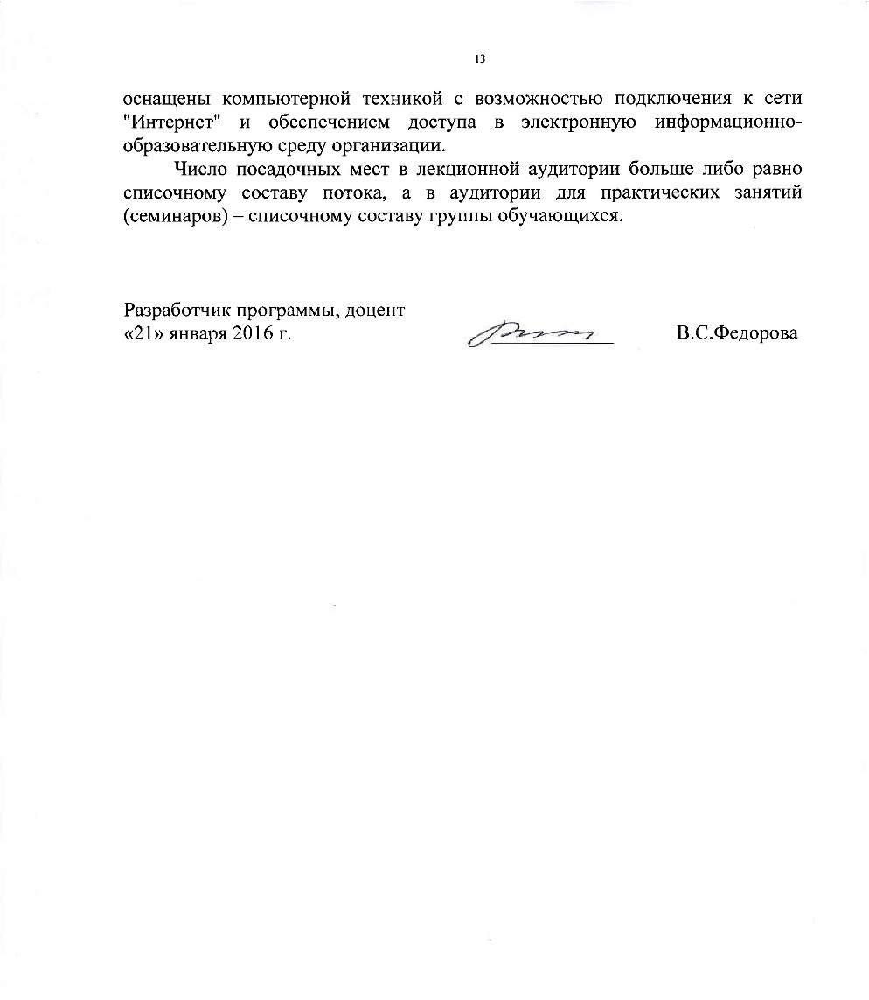 13
оснащены компьютерной техникой с возможностью подключения к сети
"Интернет" и обеспечением доступа в электронную информационно-
образовательную среду организации.
Число посадочных мест в лекционной аудитории больше либо равно
списочному составу потока, а в аудитории для практических занятий
(семинаров) – списочному составу группы обучающихся.
Разработчик программы, доцент
«21» января 2016 г. В.С.Федорова